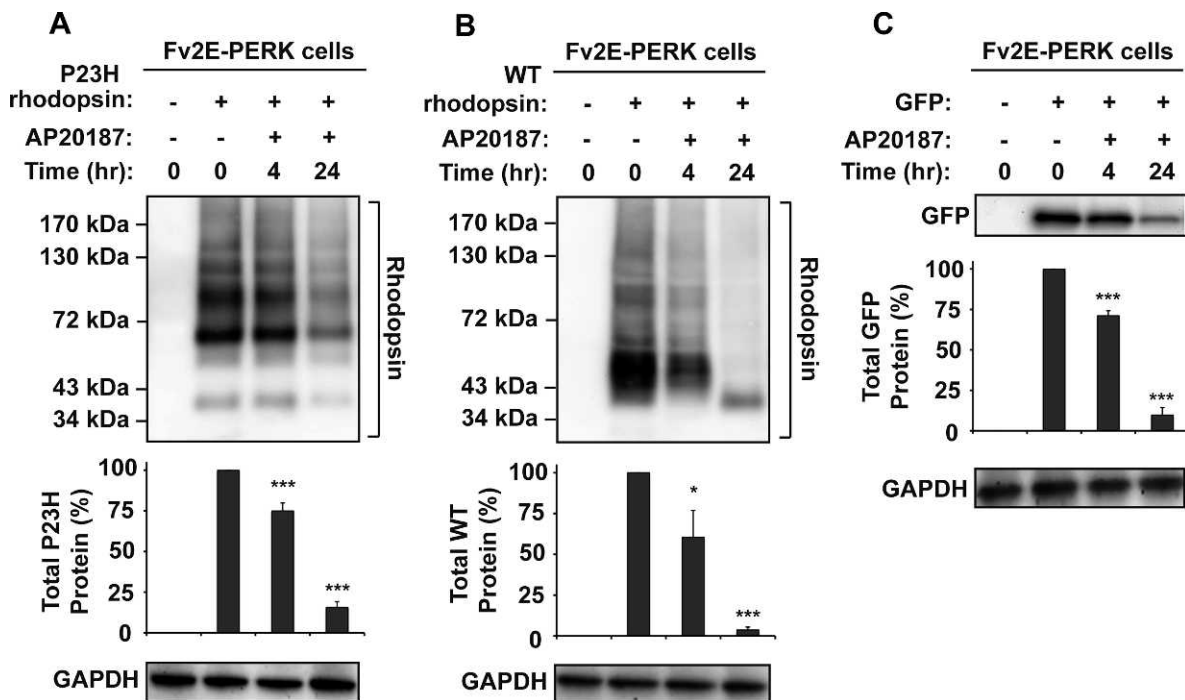 A
Fv2E-PERK cells
P23H
rhodopsin: - + + +
AP20187: - - + +
Time (hr): 0 0 4 24
170 kDa
130 kDa
72 kDa
43 kDa
34 kDa
Rhodopsin
Total P23H
Protein (%)
100
75
50
25
0
***
***
GAPDH
B
Fv2E-PERK cells
WT
rhodopsin: - + + +
AP20187: - - + +
Time (hr): 0 0 4 24
170 kDa
130 kDa
72 kDa
43 kDa
34 kDa
Rhodopsin
Total WT
Protein (%)
100
75
50
25
0
*
***
GAPDH
C
Fv2E-PERK cells
GFP: - + + +
AP20187: - - + +
Time (hr): 0 0 4 24
GFP
Total GFP
Protein (%)
100
75
50
25
0
***
***
GAPDH